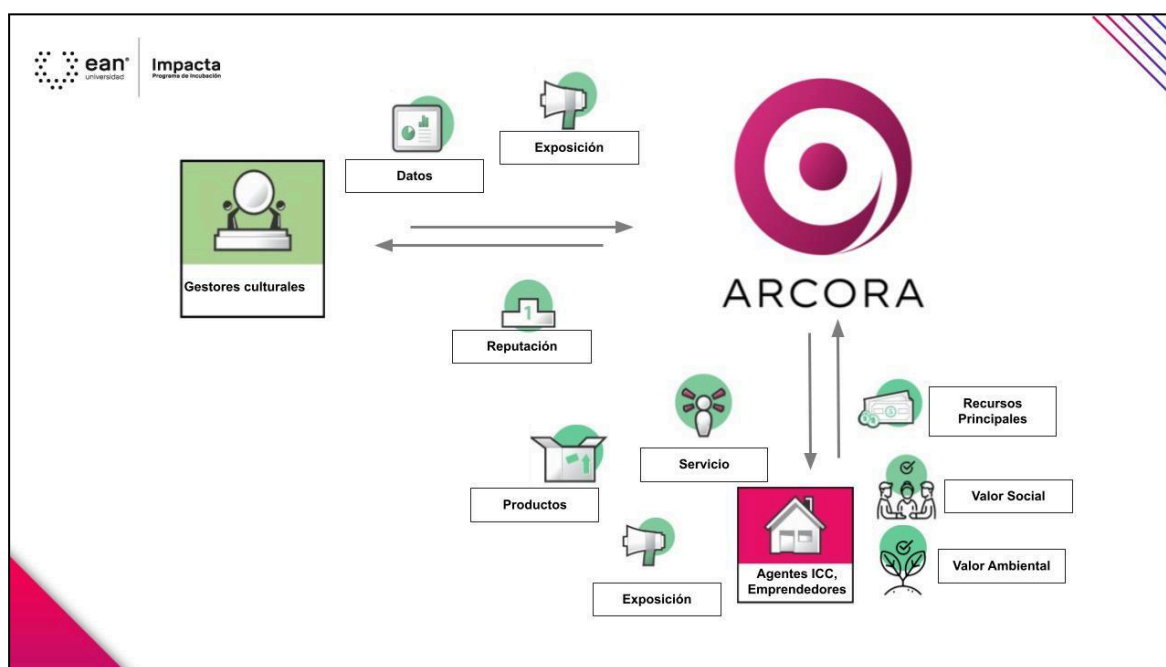 ean®
universidad
Impacta
Programa de Incubación
Exposición
Datos
Gestores culturales
ARCORA
1
Reputación
Recursos
Principales
Servicio
Productos
Valor Social
Valor Ambiental
Agentes ICC,
Emprendedores
Exposición